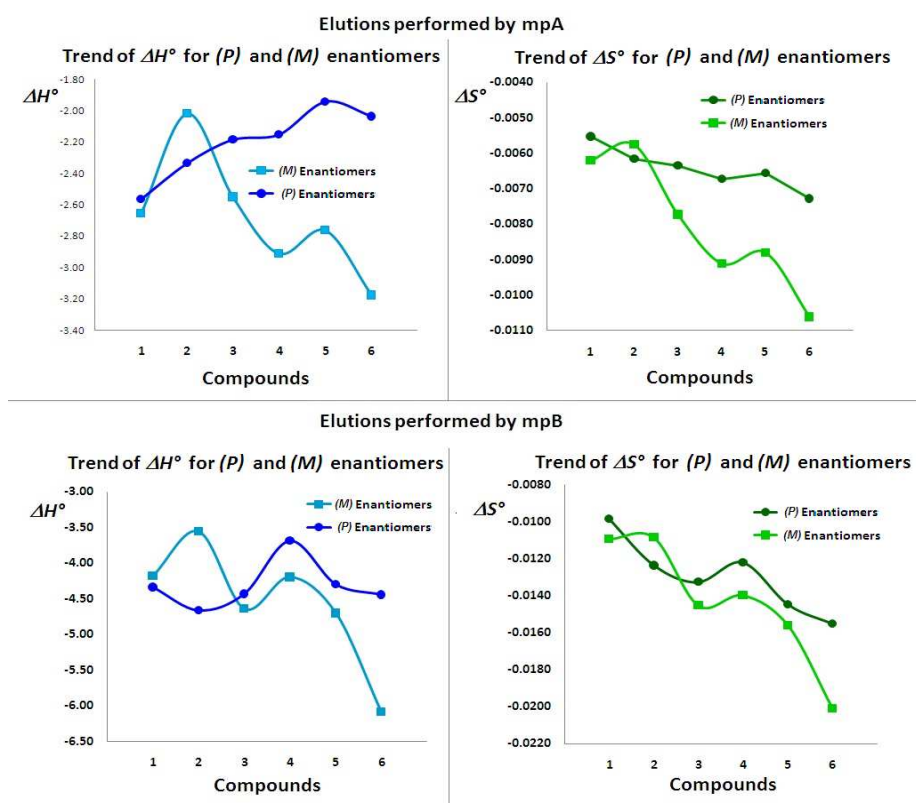 Elutions performed by mpA
Trend of ΔH° for (P) and (M) enantiomers
ΔH°
-1.80
-2.00
-2.20
-2.40
-2.60
-2.80
-3.00
-3.20
-3.40
(M) Enantiomers
(P) Enantiomers
1 2 3 4 5 6
Compounds
Trend of ΔS° for (P) and (M) enantiomers
ΔS°
-0.0040
-0.0050
-0.0060
-0.0070
-0.0080
-0.0090
-0.0100
-0.0110
(P) Enantiomers
(M) Enantiomers
1 2 3 4 5 6
Compounds
Elutions performed by mpB
Trend of ΔH° for (P) and (M) enantiomers
ΔH°
-3.00
-3.50
-4.00
-4.50
-5.00
-5.50
-6.00
-6.50
(M) Enantiomers
(P) Enantiomers
1 2 3 4 5 6
Compounds
Trend of ΔS° for (P) and (M) enantiomers
ΔS°
-0.0080
-0.0100
-0.0120
-0.0140
-0.0160
-0.0180
-0.0200
-0.0220
(P) Enantiomers
(M) Enantiomers
1 2 3 4 5 6
Compounds